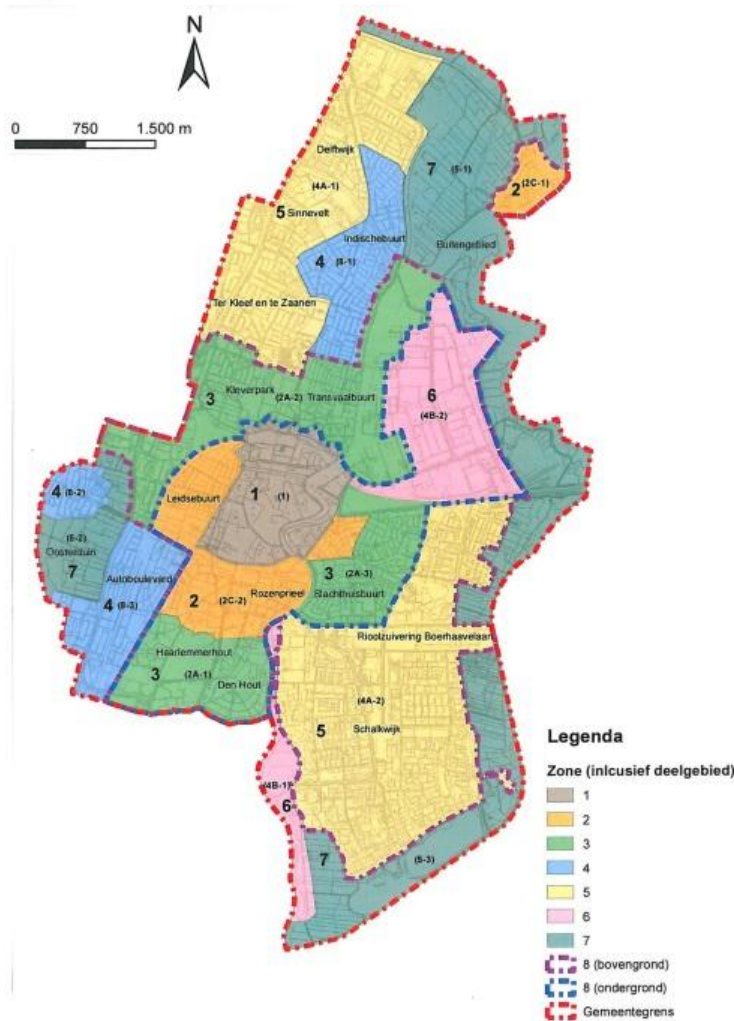 N
0 750 1.500 m
Delftwijk
(4A-1)
5
Sinnevelt
7 (5-1)
2 (2C-1)
Indischebuurt
4 (8-1)
Buitengebied
Ter Kleef en te Zaanen
Kleverpark
3 (2A-2) Transvaalbuurt
6
(4B-2)
4 (8-2)
Leidsebuurt
1 (1)
(5-2)
Oosterduin
7
Autoboulevard
4 (8-3)
2 (2C-2)
Rozenprieel
3 (2A-3)
Slachthuisbuurt
Haarlemmerhout
3 (2A-1)
Den Hout
Rioolzuivering Boerhaavelaan
(4A-2)
5
Schalkwijk
(4B-1)
6
7
(5-3)
Legenda
Zone (inlcusief deelgebied)
1
2
3
4
5
6
7
8 (bovengrond)
8 (ondergrond)
Gemeentegrens